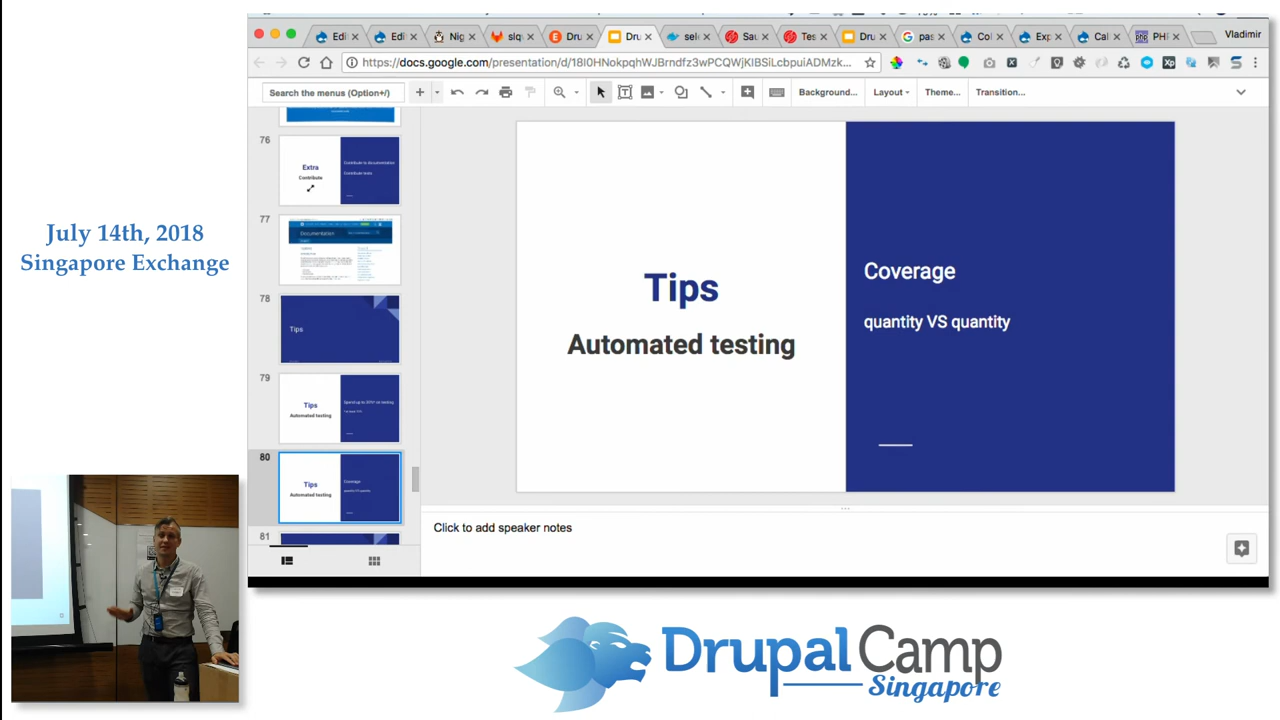 July 14th, 2018
Singapore Exchange
Vladimir
https://docs.google.com/presentation/d/18I0HNokpqhWJBrndfz3wPCQWjKlBSiLcbpuiADMzk...
Search the menus (Option+/)
Background...
Layout
Theme...
Transition...
76
Extra
Contribute
Contribute to documentation
Contribute tests
77
Documentation
78
Tips
79
Tips
Automated testing
80
Tips
Automated testing
Coverage
81
Tips
Automated testing
Coverage
quantity VS quantity
Click to add speaker notes
DrupalCamp
Singapore